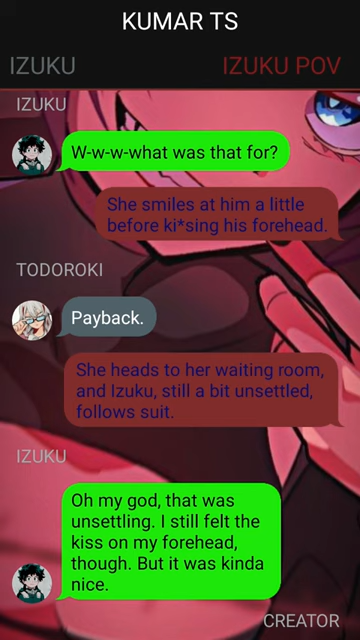 KUMAR TS
IZUKU
IZUKU POV
IZUKU
W-w-w-what was that for?
She smiles at him a little
before ki*sing his forehead.
TODOROKI
Payback.
She heads to her waiting room,
and Izuku, still a bit unsettled,
follows suit.
IZUKU
Oh my god, that was
unsettling. I still felt the
kiss on my forehead,
though. But it was kinda
nice.
CREATOR